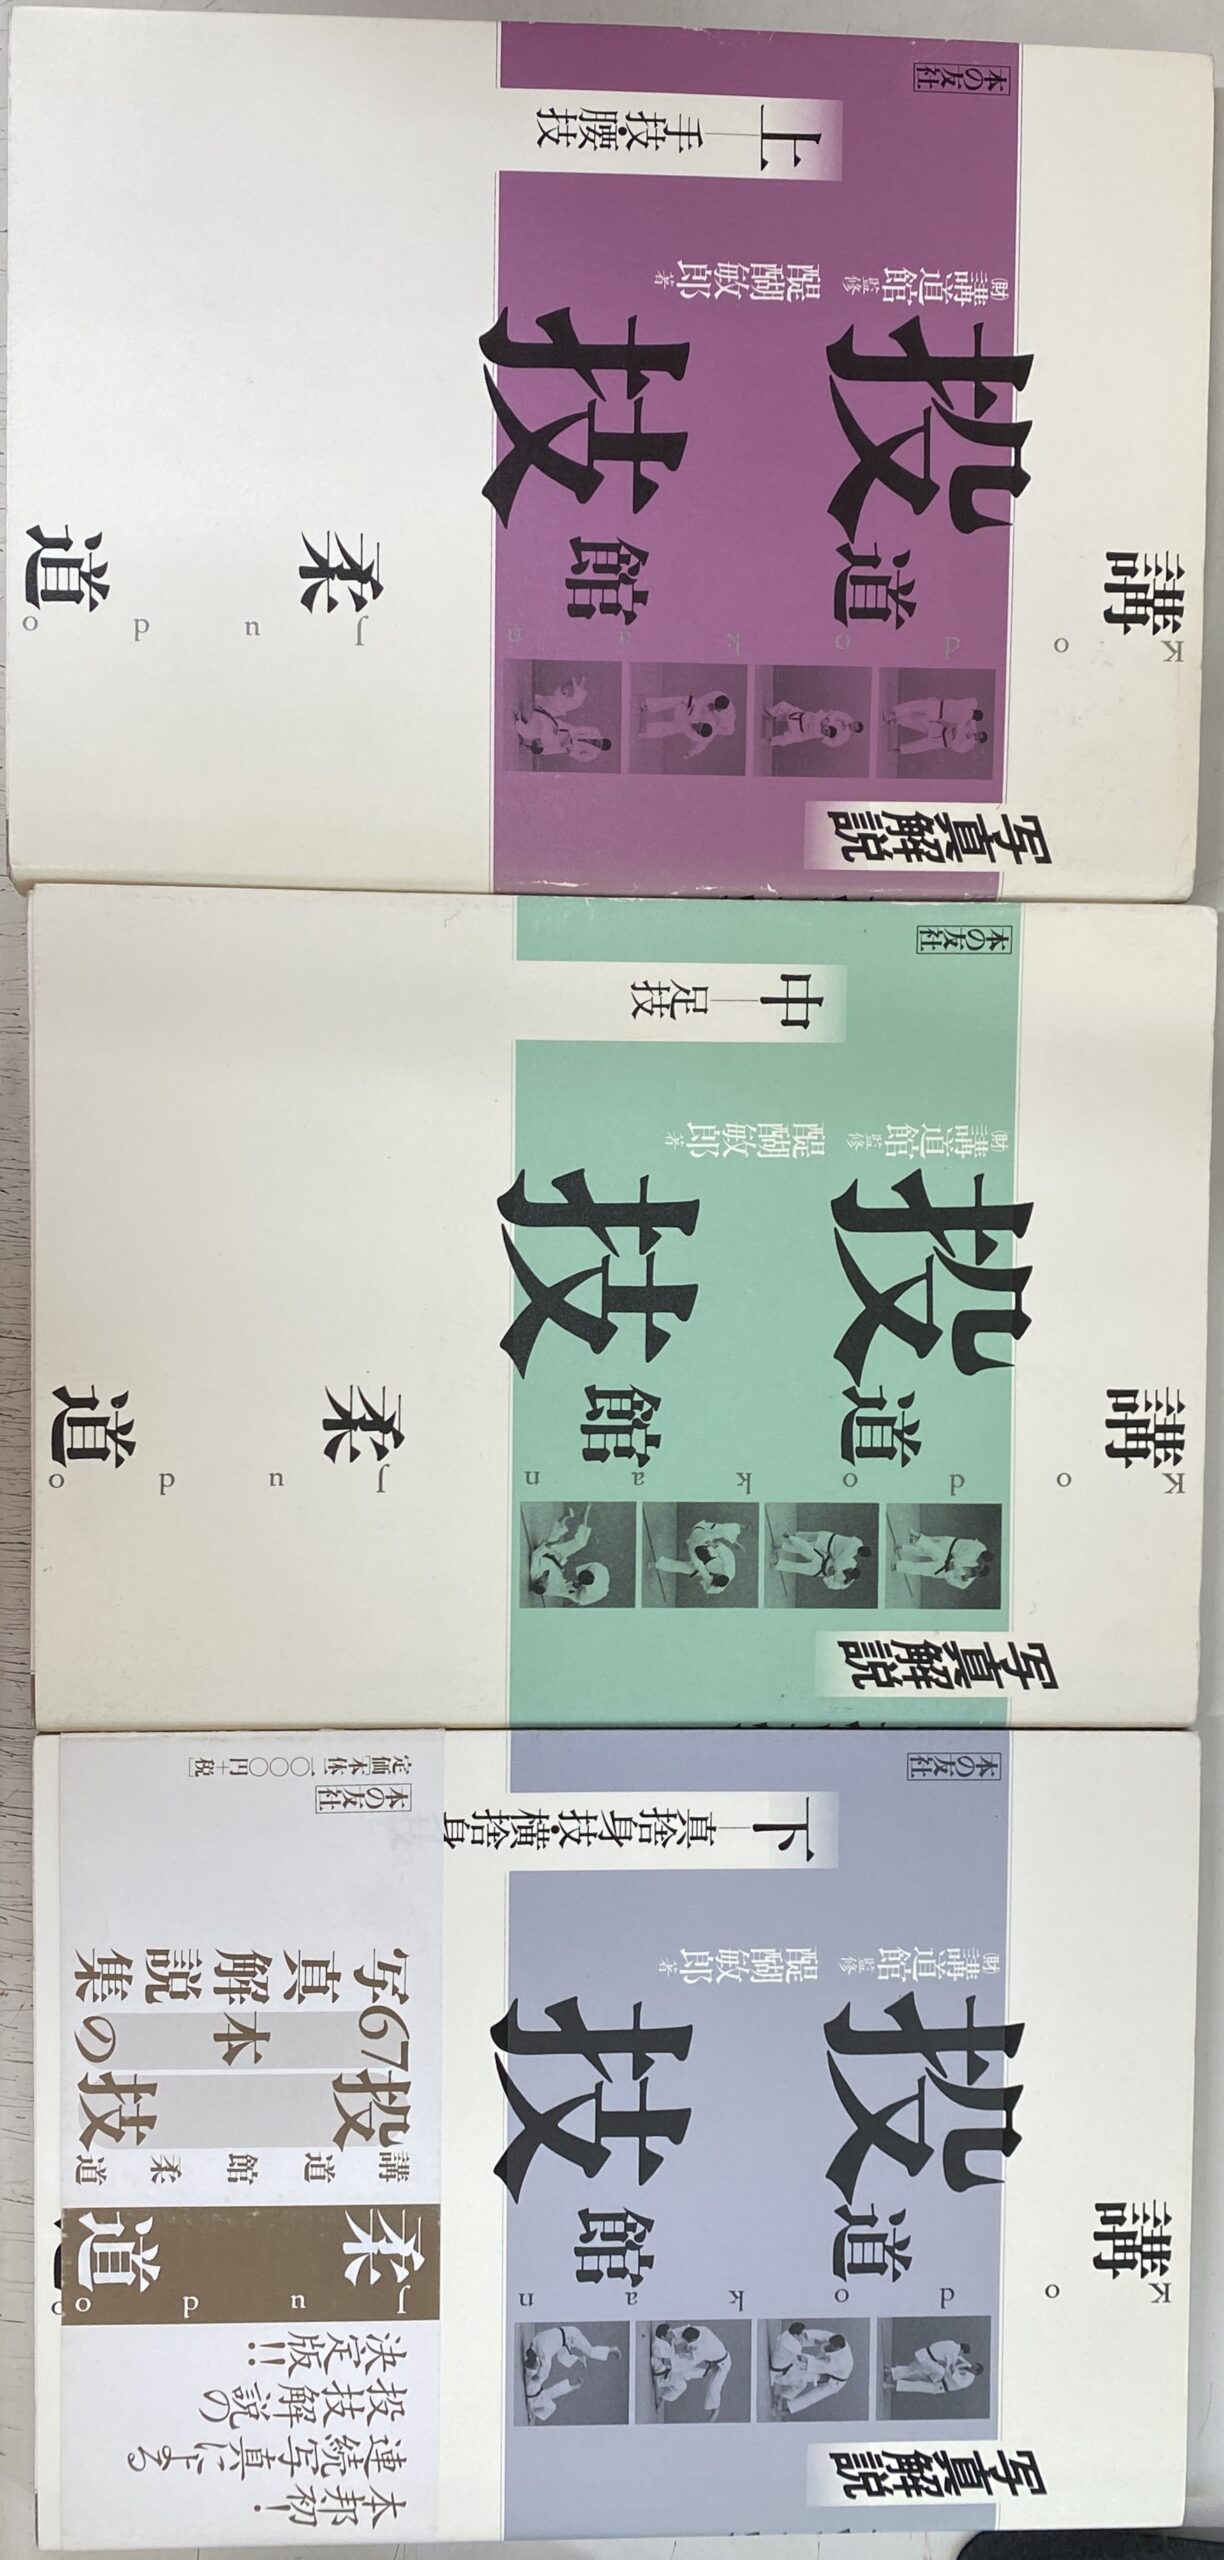 写真解説
講道館柔道
Kodokan Judo
投技
㈶講道館 監修
醍醐敏郎 著
上—手技・腰技
本の友社
写真解説
講道館柔道
Kodokan Judo
投技
㈶講道館 監修
醍醐敏郎 著
中—足技
本の友社
写真解説
講道館
Kodokan
投技
㈶講道館 監修
醍醐敏郎 著
下—真捨身技・横捨身
本の友社
本邦初!
連続写真による
投技解説の
決定版!!
柔道
Judo
講道館柔道
投技
67本の
写真解説集
本の友社
定価[本体一〇〇〇円+税]